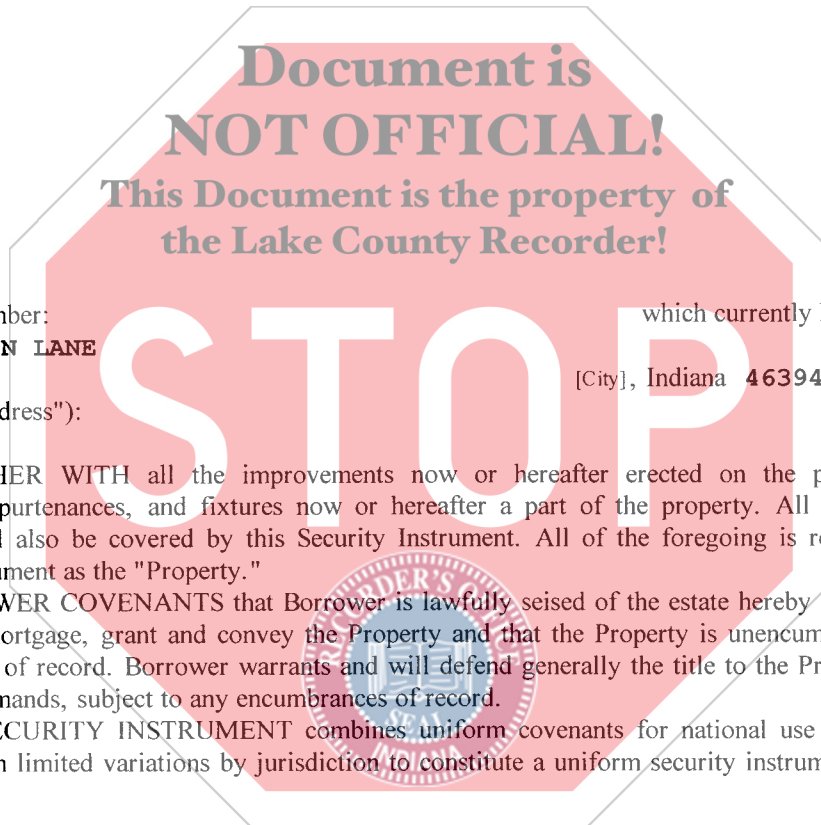 Document is
NOT OFFICIAL!
This Document is the property of
the Lake County Recorder!
nber: which currently
N LANE
[City], Indiana 46394
dress"):
STOP
HER WITH all the improvements now or hereafter erected on the p
purtenances, and fixtures now or hereafter a part of the property. All
l also be covered by this Security Instrument. All of the foregoing is r
ument as the "Property."
WER COVENANTS that Borrower is lawfully seised of the estate hereby
ortgage, grant and convey the Property and that the Property is unencum
of record. Borrower warrants and will defend generally the title to the Pr
mands, subject to any encumbrances of record.
ECURITY INSTRUMENT combines uniform covenants for national use
n limited variations by jurisdiction to constitute a uniform security instrum
RECORDER'S OFFICE
SEAL
INDIANA